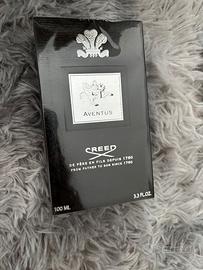 AVENTUS
CREED
DE PÈRE EN FILS DEPUIS 1760
FROM FATHER TO SON SINCE 1760
100 ML
3.3 FL.OZ.